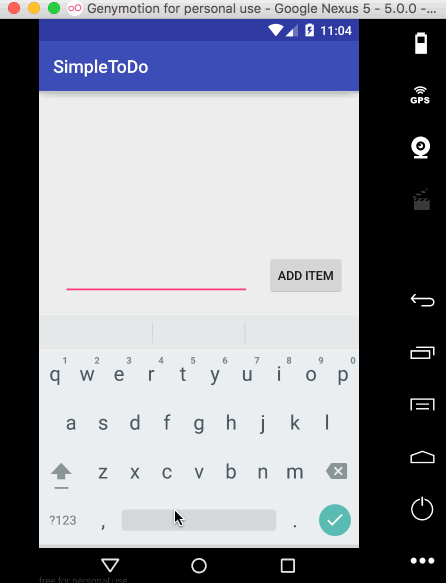 Genymotion for personal use - Google Nexus 5 - 5.0.0 -...
11:04
SimpleToDo
GPS
ADD ITEM
1 2 3 4 5 6 7 8 9 0
q w e r t y u i o p
a s d f g h j k l
z x c v b n m
?123 , .
free for personal use